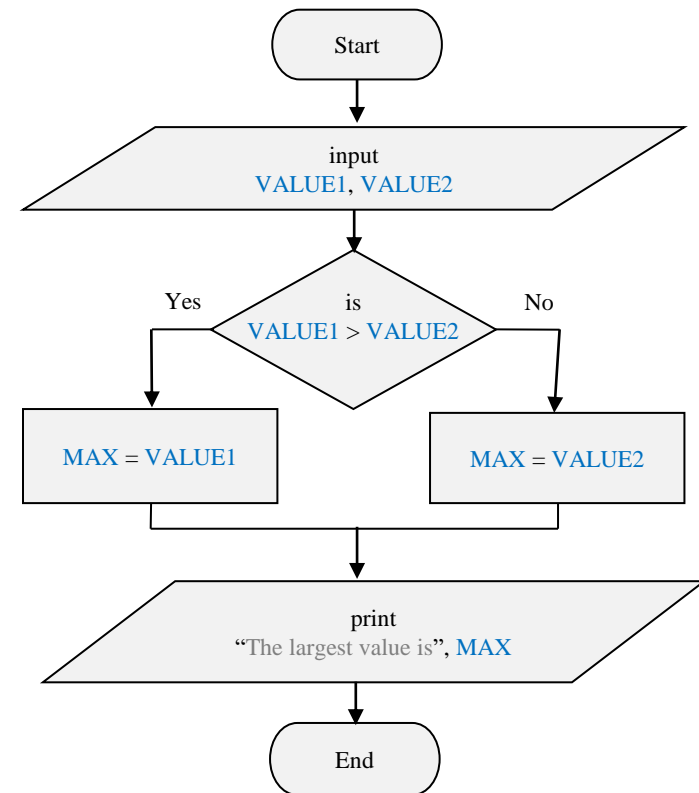 Start
input
VALUE1, VALUE2
Yes
is
No
VALUE1 > VALUE2
MAX = VALUE1
MAX = VALUE2
print
“The largest value is”, MAX
End